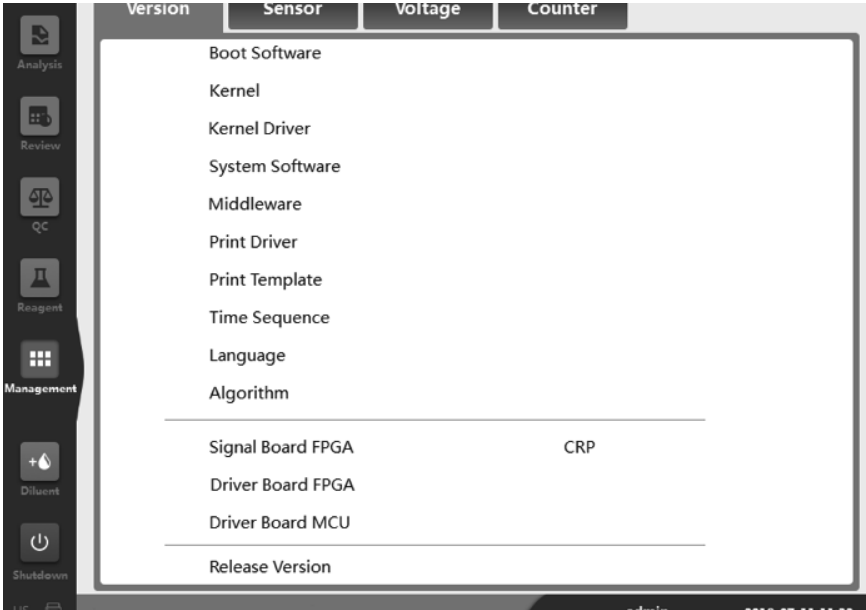 Version Sensor Voltage Counter
Analysis
Review
QC
Reagent
Management
Diluent
Shutdown
Boot Software
Kernel
Kernel Driver
System Software
Middleware
Print Driver
Print Template
Time Sequence
Language
Algorithm
Signal Board FPGA CRP
Driver Board FPGA
Driver Board MCU
Release Version
admin